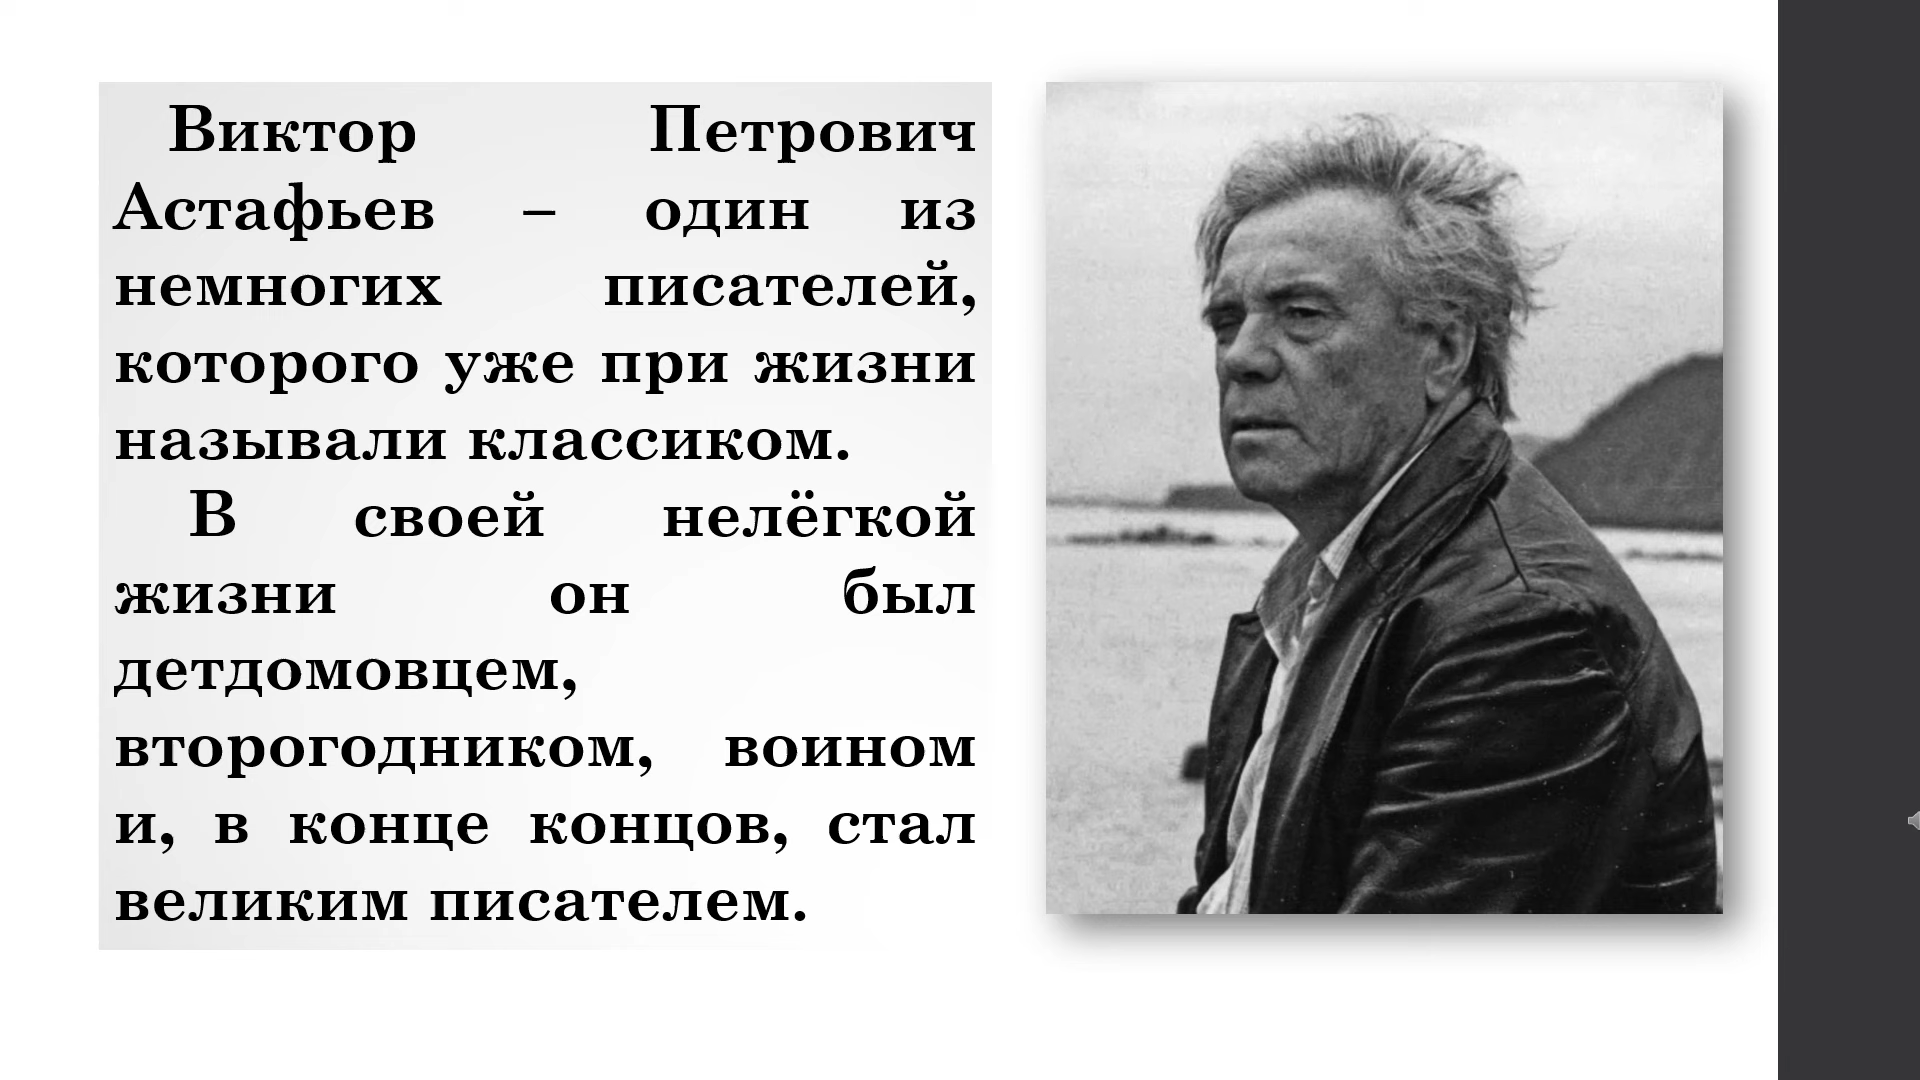 Виктор Петрович
Астафьев – один из
немногих писателей,
которого уже при жизни
называли классиком.
В своей нелёгкой
жизни он был
детдомовцем,
второгодником, воином
и, в конце концов, стал
великим писателем.